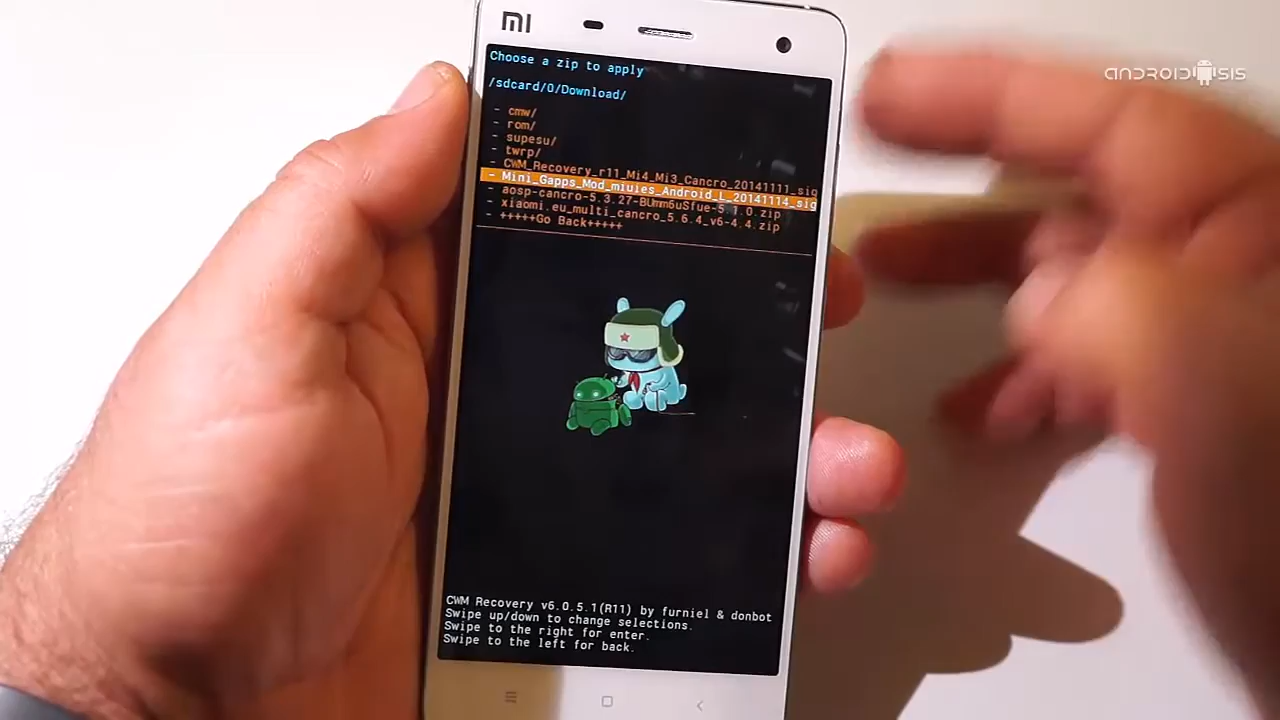 MI
ANDROIDSIS
Choose a zip to apply
/sdcard/0/Download/
- cmw/
- rom/
- supesu/
- twrp/
- CWM_Recovery_r11_Mi4_Mi3_Cancro_20141111_sig
- Mini_Gapps_Mod_miuies_Android_L_20141114_sig
- aosp-cancro-5.3.27-BUmm6uSfue-5.1.0.zip
- xiaomi.eu_multi_cancro_5.6.4_v6-4.4.zip
- +++++Go Back+++++
CWM Recovery v6.0.5.1(R11) by furniel & donbot
Swipe up/down to change selections.
Swipe to the right for enter.
Swipe to the left for back.